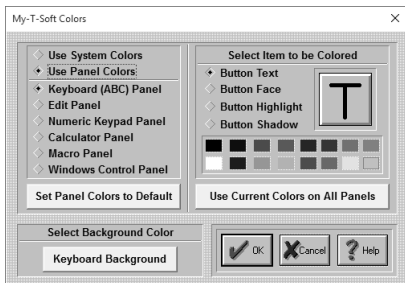 My-T-Soft Colors
Use System Colors
Use Panel Colors
Keyboard (ABC) Panel
Edit Panel
Numeric Keypad Panel
Calculator Panel
Macro Panel
Windows Control Panel
Set Panel Colors to Default
Select Item to be Colored
Button Text
Button Face
Button Highlight
Button Shadow
T
Use Current Colors on All Panels
Select Background Color
Keyboard Background
OK
Cancel
Help